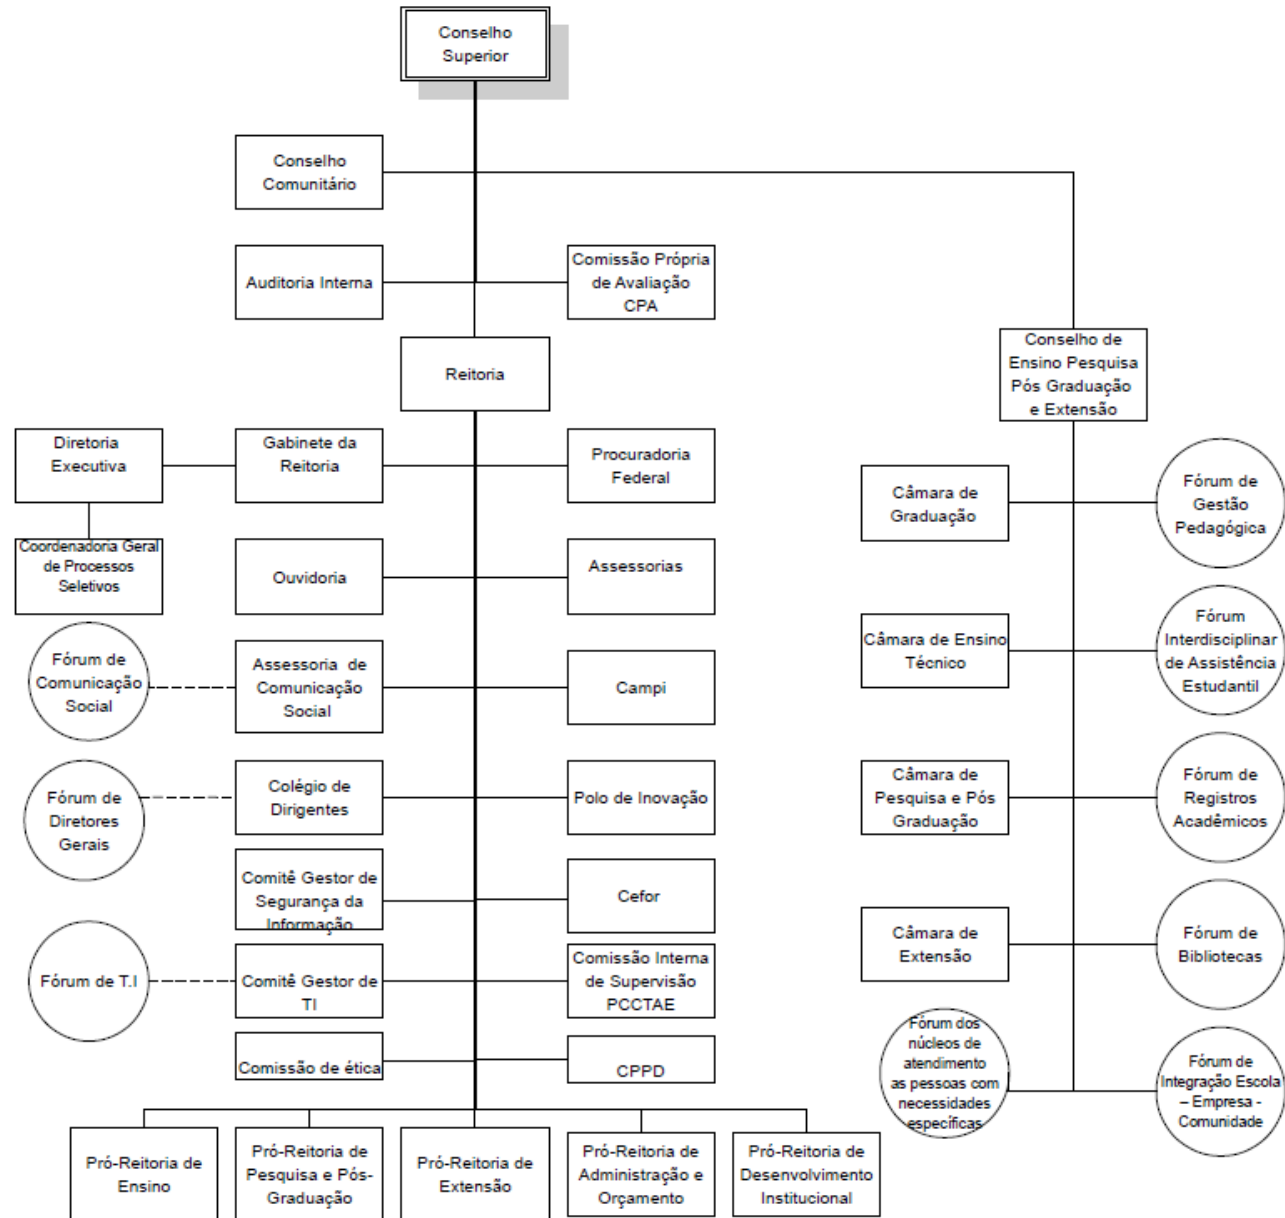 Conselho
Superior
Conselho
Comunitário
Auditoria Interna
Comissão Própria
de Avaliação
CPA
Reitoria
Conselho de
Ensino Pesquisa
Pós Graduação
e Extensão
Diretoria
Executiva
Gabinete da
Reitoria
Procuradoria
Federal
Câmara de
Graduação
Fórum de
Gestão
Pedagógica
Coordenadoria Geral
de Processos
Seletivos
Ouvidoria
Assessorias
Câmara de Ensino
Técnico
Fórum
Interdisciplinar
de Assistência
Estudantil
Fórum de
Comunicação
Social
Assessoria de
Comunicação
Social
Campi
Fórum de
Diretores
Gerais
Colégio de
Dirigentes
Polo de Inovação
Câmara de
Pesquisa e Pós
Graduação
Fórum de
Registros
Acadêmicos
Comitê Gestor de
Segurança da
Informação
Cefor
Câmara de
Extensão
Fórum de
Bibliotecas
Fórum de T.I
Comitê Gestor de
TI
Comissão Interna
de Supervisão
PCCTAE
Fórum dos
núcleos de
atendimento
as pessoas com
necessidades
específicas
Fórum de
Integração Escola
– Empresa -
Comunidade
Comissão de ética
CPPD
Pró-Reitoria de
Ensino
Pró-Reitoria de
Pesquisa e Pós-
Graduação
Pró-Reitoria de
Extensão
Pró-Reitoria de
Administração e
Orçamento
Pró-Reitoria de
Desenvolvimento
Institucional